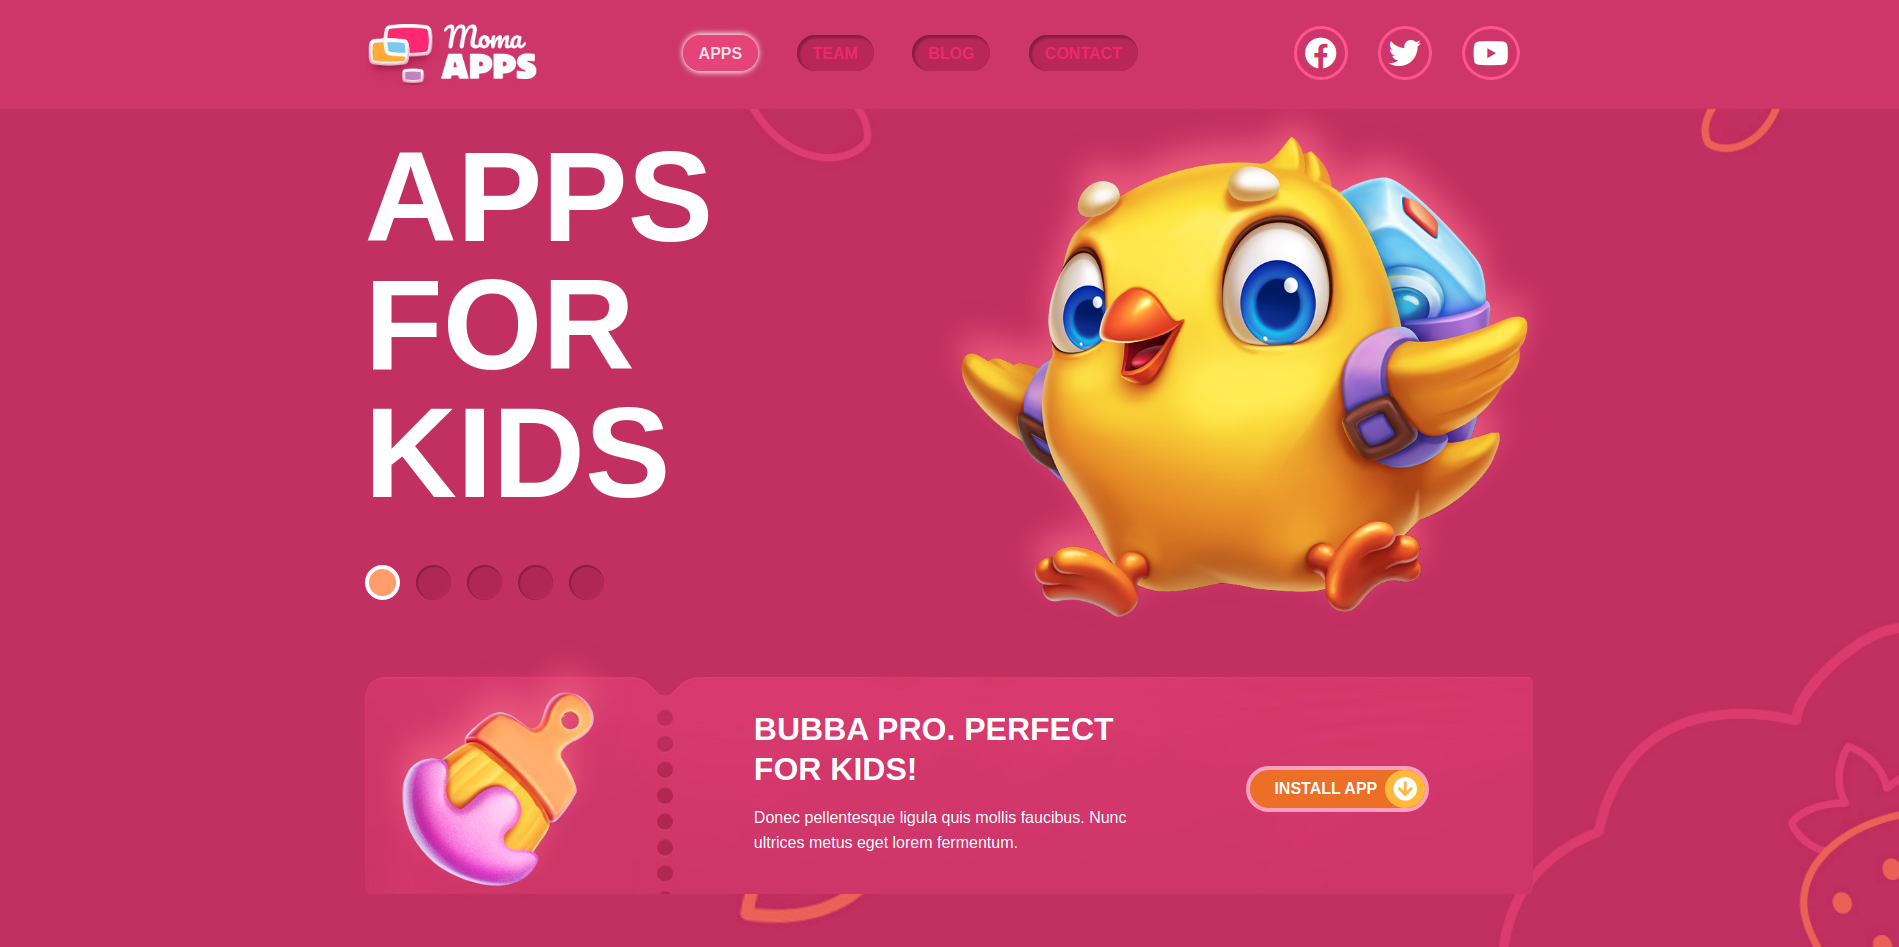 Moma
APPS
APPS
TEAM
BLOG
CONTACT
APPS
FOR
KIDS
BUBBA PRO. PERFECT
FOR KIDS!
Donec pellentesque ligula quis mollis faucibus. Nunc
ultrices metus eget lorem fermentum.
INSTALL APP